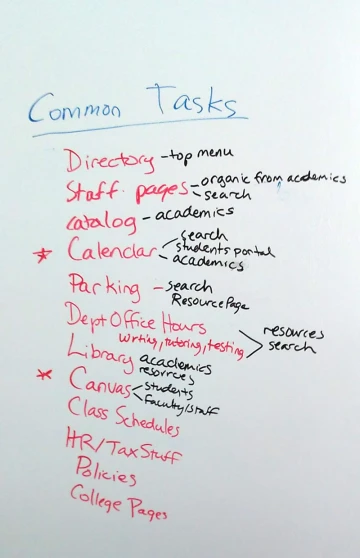 Common Tasks
Directory - top menu
Staff pages - organic from academics
- search
catalog - academics
search
* Calendar - students portal
academics
Parking - search
Resource Page
Dept Office Hours
writing, tutoring, testing > resources
search
Library academics
resources
* Canvas - students
faculty/staff
Class Schedules
HR/Tax Stuff
Policies
College Pages